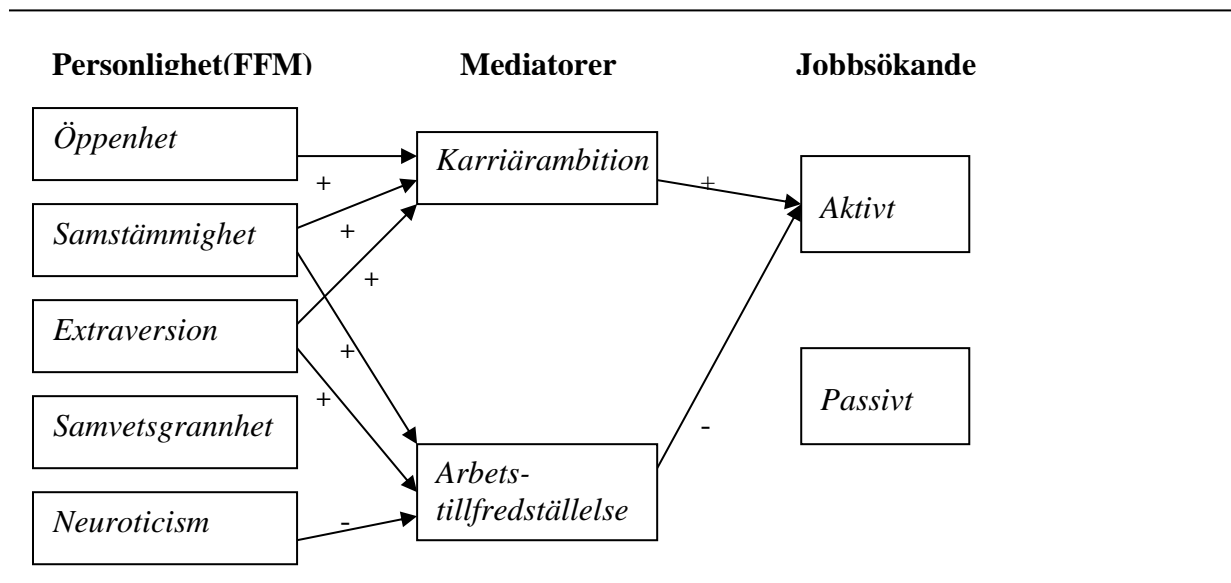 Personlighet(FFM)
Mediatorer
Jobbsökande
Öppenhet
Samstämmighet
Extraversion
Samvetsgrannhet
Neuroticism
+
+
+
+
+
-
Karriärambition
Arbets-
tillfredställelse
+
-
Aktivt
Passivt